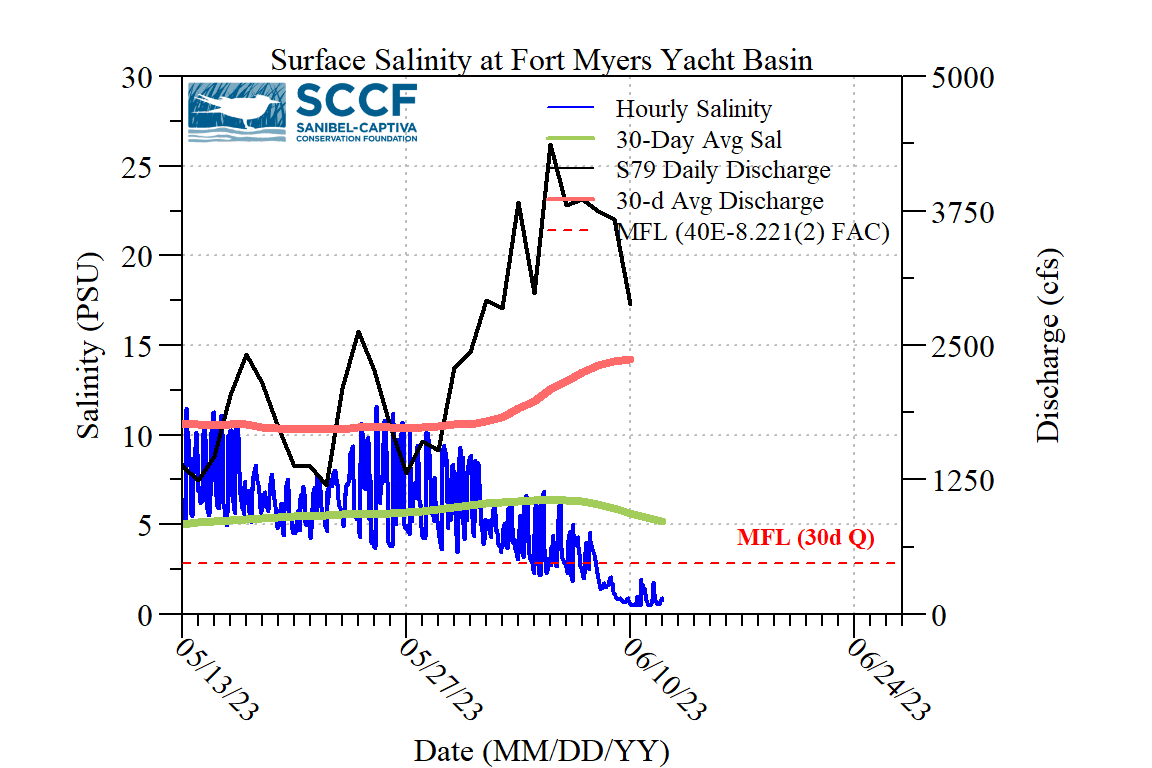 Surface Salinity at Fort Myers Yacht Basin
SCCF
SANIBEL-CAPTIVA
CONSERVATION FOUNDATION
Hourly Salinity
30-Day Avg Sal
S79 Daily Discharge
30-d Avg Discharge
MFL (40E-8.221(2) FAC)
30
25
20
15
10
5
0
Salinity (PSU)
5000
3750
2500
1250
0
Discharge (cfs)
MFL (30d Q)
05/13/23
05/27/23
06/10/23
06/24/23
Date (MM/DD/YY)